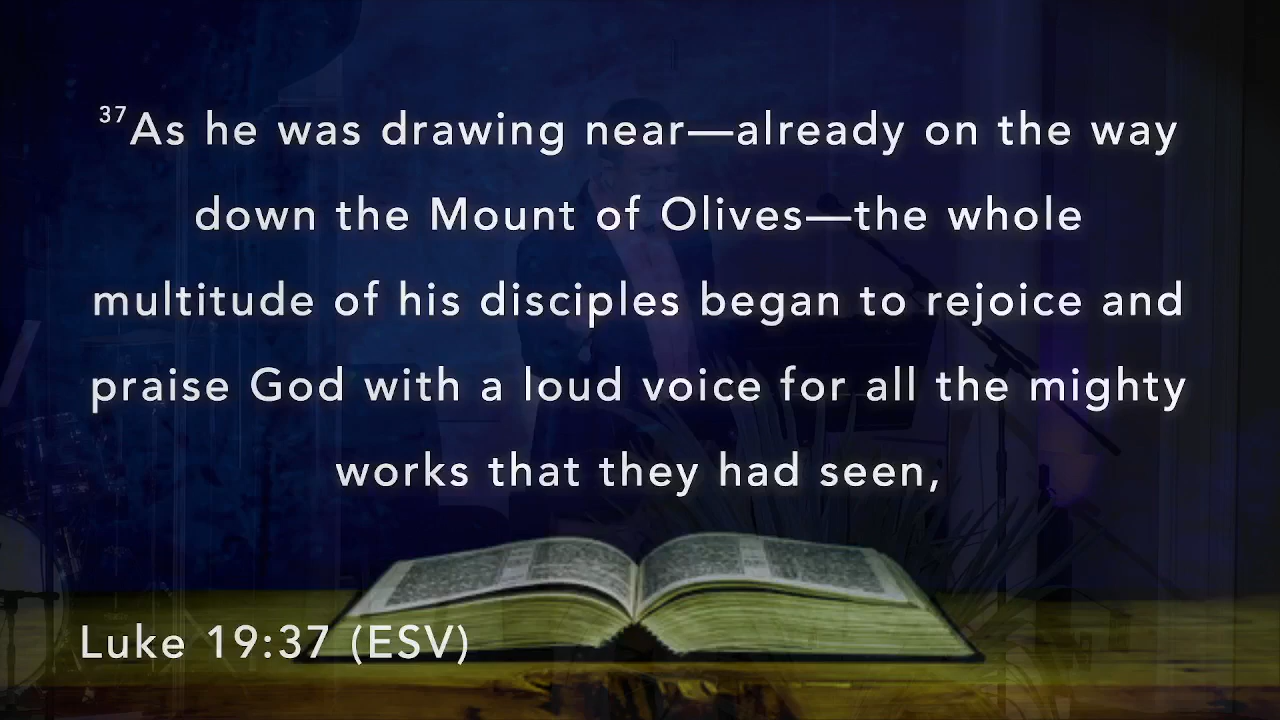 37As he was drawing near—already on the way
down the Mount of Olives—the whole
multitude of his disciples began to rejoice and
praise God with a loud voice for all the mighty
works that they had seen,
Luke 19:37 (ESV)